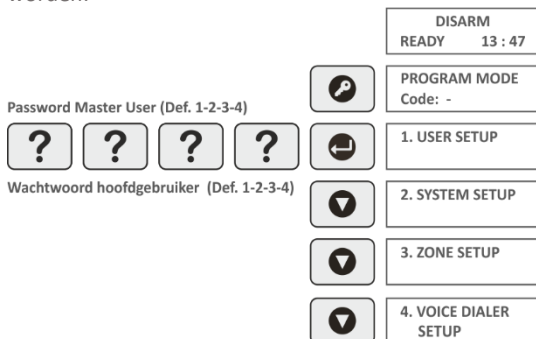 DISARM
READY 13 : 47
PROGRAM MODE
Code: -
Password Master User (Def. 1-2-3-4)
? ? ? ?
1. USER SETUP
Wachtwoord hoofdgebruiker (Def. 1-2-3-4)
2. SYSTEM SETUP
3. ZONE SETUP
4. VOICE DIALER
SETUP